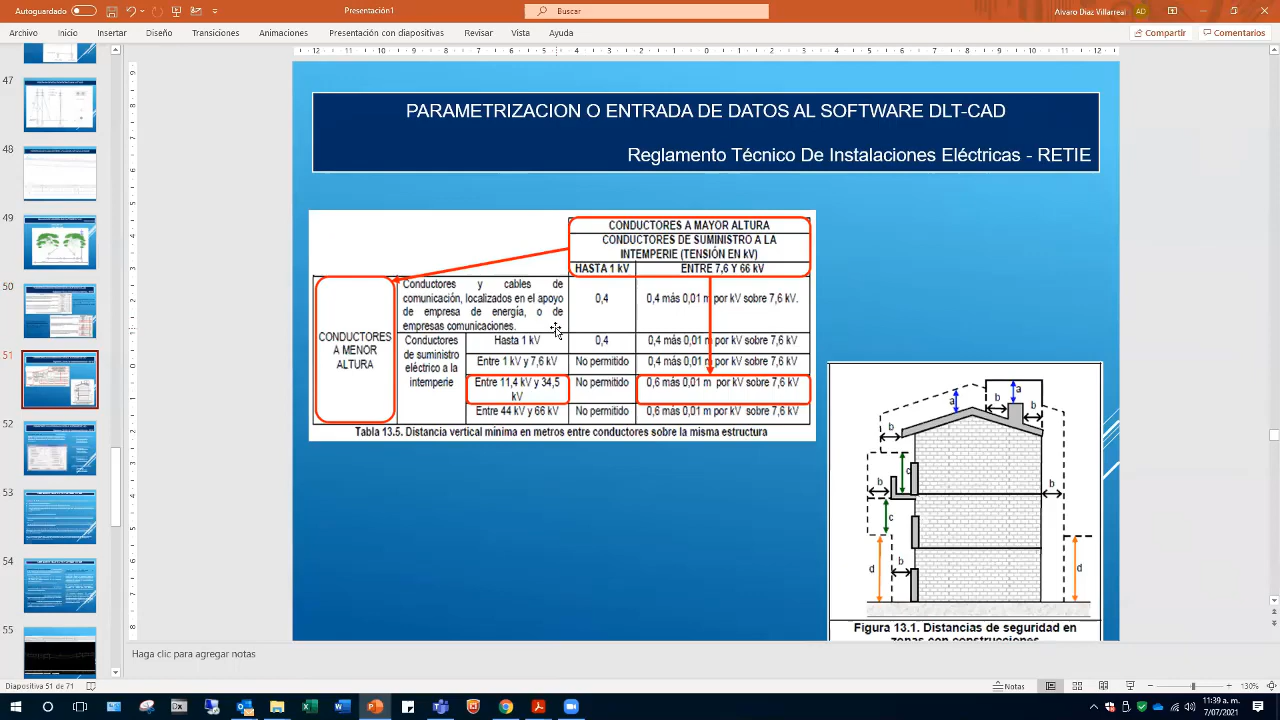 Autoguardado
Presentación1
Buscar
Alvaro Diaz Villarreal
AD
Archivo
Inicio
Insertar
Diseño
Transiciones
Animaciones
Presentación con diapositivas
Revisar
Vista
Ayuda
Compartir
Comentarios
47
48
49
PARAMETRIZACION O ENTRADA DE DATOS AL SOFTWARE DLT-CAD
Reglamento Técnico De Instalaciones Eléctricas - RETIE
CONDUCTORES A MAYOR ALTURA
CONDUCTORES DE SUMINISTRO A LA
INTEMPERIE (TENSIÓN EN kV)
HASTA 1 kV
ENTRE 7,6 Y 66 kV
CONDUCTORES
A MENOR
ALTURA
Conductores y cables de
comunicación, localizados en el apoyo
de empresa de energía, o de
empresas comunicaciones.
0,4
0,4 más 0,01 m por kV sobre 7,6 kV.
Conductores
de suministro
eléctrico a la
intemperie
Hasta 1 kV
0,4
0,4 más 0,01 m por kV sobre 7,6 kV
Entre 1 kV y 7,6 kV
No permitido
0,4 más 0,01 m por kV sobre 7,6 kV
Entre 11,4 kV y 34,5
kV
No permitido
0,6 más 0,01 m por kV sobre 7,6 kV
Entre 44 kV y 66 kV
No permitido
0,6 más 0,01 m por kV sobre 7,6 kV
Tabla 13.5. Distancia vertical mínima en metros entre conductores sobre la misma estructura
a
a
b
b
b
c
b
b
c
b
d
d
Figura 13.1. Distancias de seguridad en
zonas con construcciones
Haga clic para agregar notas
Diapositiva 51 de 71
Notas
130%
11:39 a. m.
7/07/2021